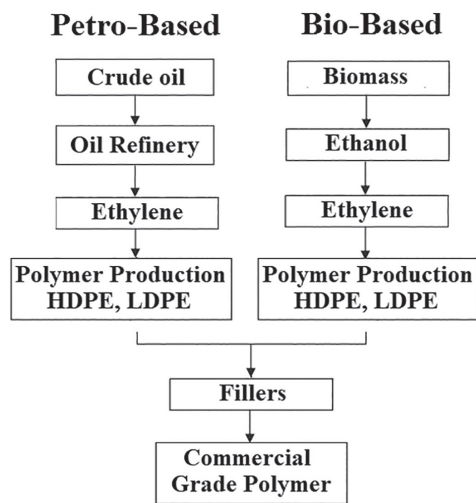 Petro-Based
Bio-Based
Crude oil
Biomass
Oil Refinery
Ethanol
Ethylene
Ethylene
Polymer Production
HDPE, LDPE
Polymer Production
HDPE, LDPE
Fillers
Commercial
Grade Polymer